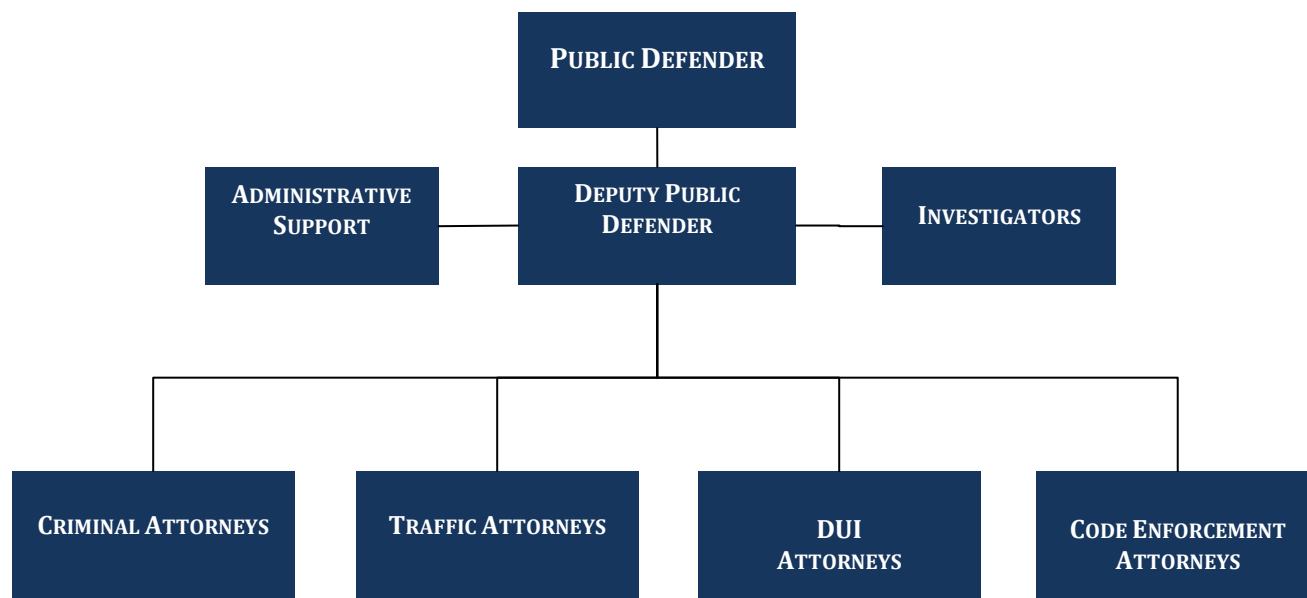 PUBLIC DEFENDER
ADMINISTRATIVE
SUPPORT
DEPUTY PUBLIC
DEFENDER
INVESTIGATORS
CRIMINAL ATTORNEYS
TRAFFIC ATTORNEYS
DUI
ATTORNEYS
CODE ENFORCEMENT
ATTORNEYS